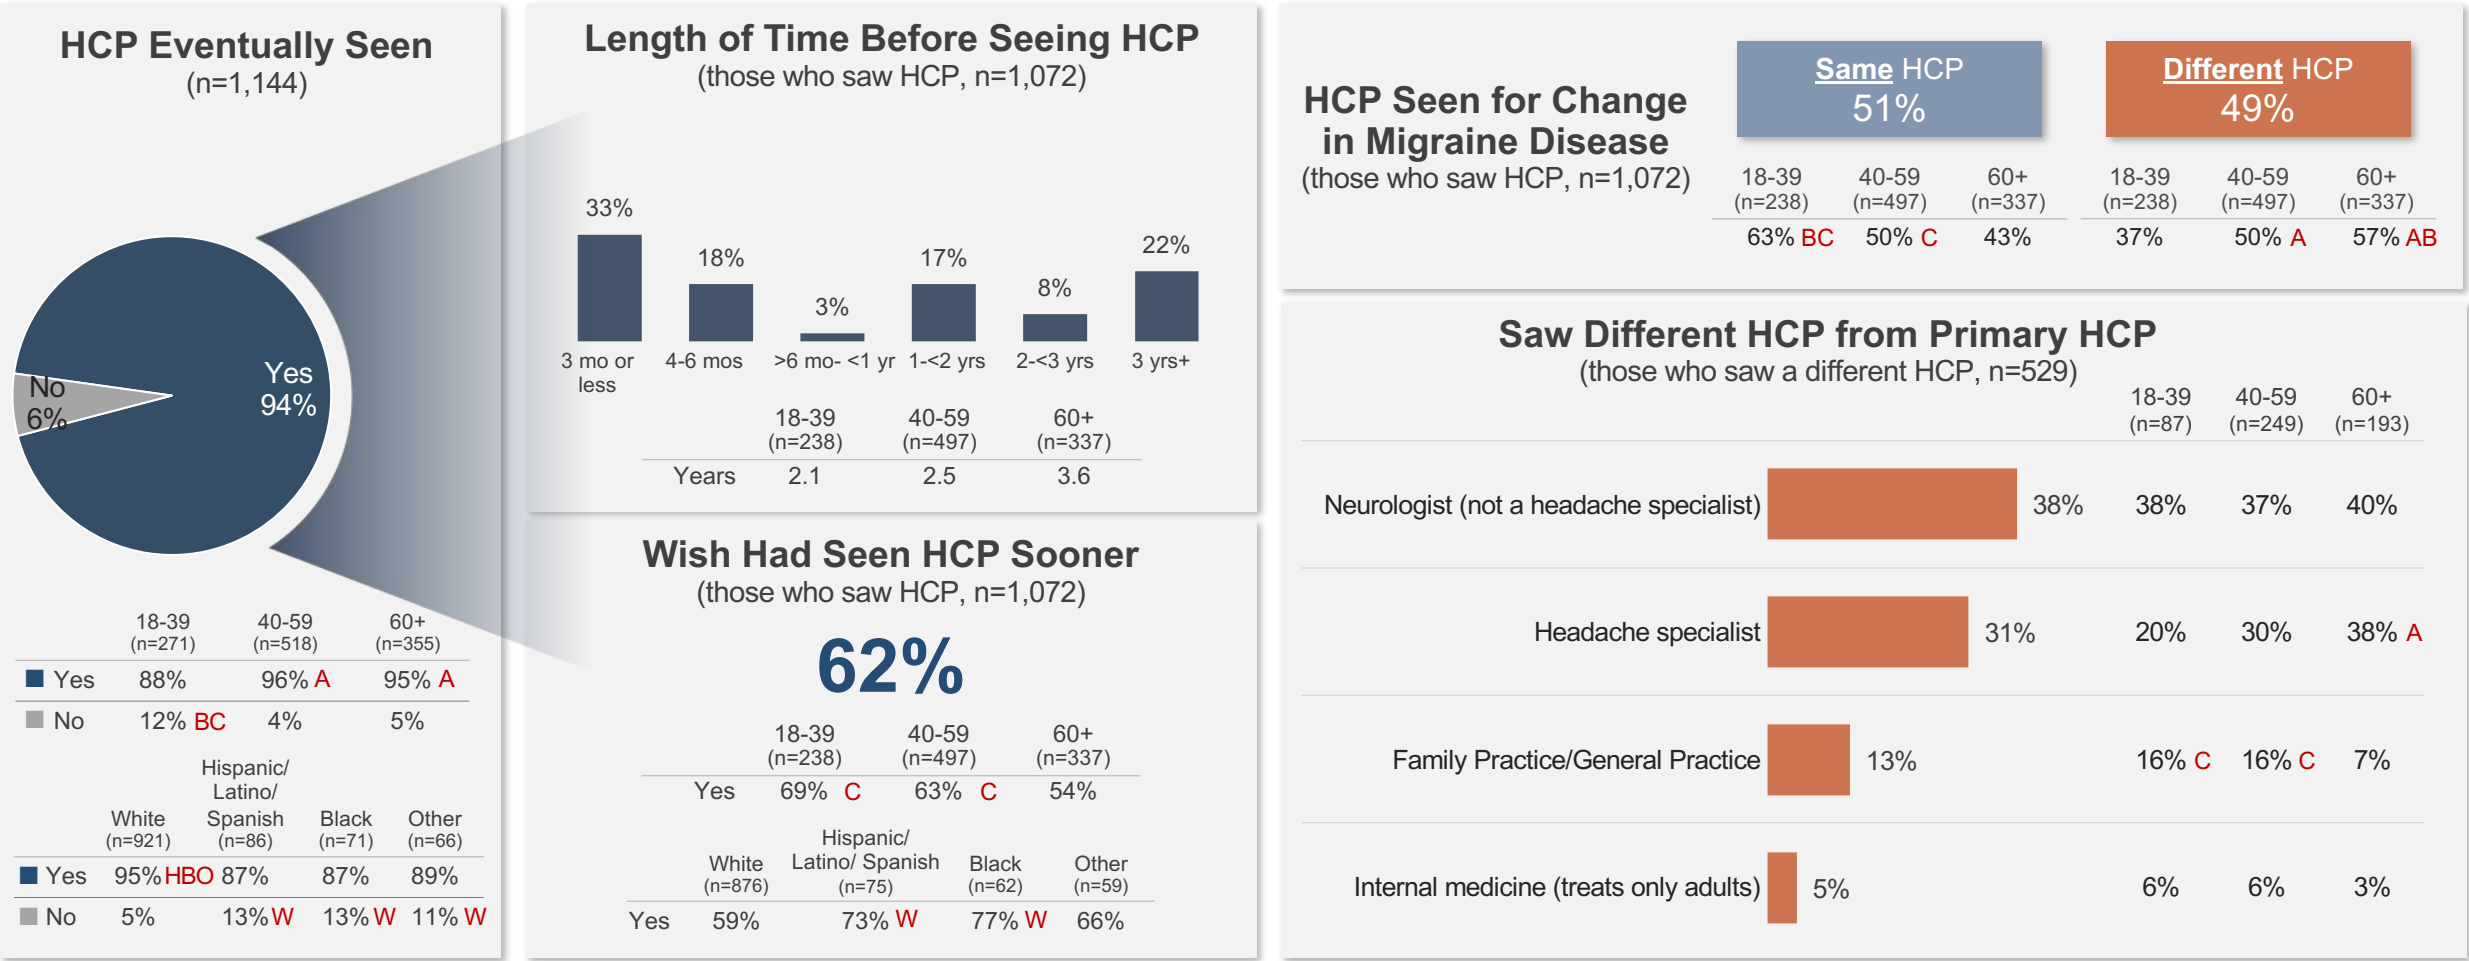 HCP Eventually Seen
(n=1,144)
No
6%
Yes
94%
18-39 40-59 60+
(n=271) (n=518) (n=355)
Yes 88% 96% A 95% A
No 12% BC 4% 5%
Hispanic/
Latino/
White Spanish Black Other
(n=921) (n=86) (n=71) (n=66)
Yes 95% HBO 87% 87% 89%
No 5% 13% W 13% W 11% W
Length of Time Before Seeing HCP
(those who saw HCP, n=1,072)
33% 18% 3% 17% 8% 22%
3 mo or 4-6 mos >6 mo- <1 yr 1-<2 yrs 2-<3 yrs 3 yrs+
less
18-39 40-59 60+
(n=238) (n=497) (n=337)
Years 2.1 2.5 3.6
Wish Had Seen HCP Sooner
(those who saw HCP, n=1,072)
62%
18-39 40-59 60+
(n=238) (n=497) (n=337)
Yes 69% C 63% C 54%
Hispanic/
White Latino/ Spanish Black Other
(n=876) (n=75) (n=62) (n=59)
Yes 59% 73% W 77% W 66%
HCP Seen for Change
in Migraine Disease
(those who saw HCP, n=1,072)
Same HCP
51%
18-39 40-59 60+
(n=238) (n=497) (n=337)
63% BC 50% C 43%
Different HCP
49%
18-39 40-59 60+
(n=238) (n=497) (n=337)
37% 50% A 57% AB
Saw Different HCP from Primary HCP
(those who saw a different HCP, n=529)
18-39 40-59 60+
(n=87) (n=249) (n=193)
Neurologist (not a headache specialist) 38% 38% 37% 40%
Headache specialist 31% 20% 30% 38% A
Family Practice/General Practice 13% 16% C 16% C 7%
Internal medicine (treats only adults) 5% 6% 6% 3%